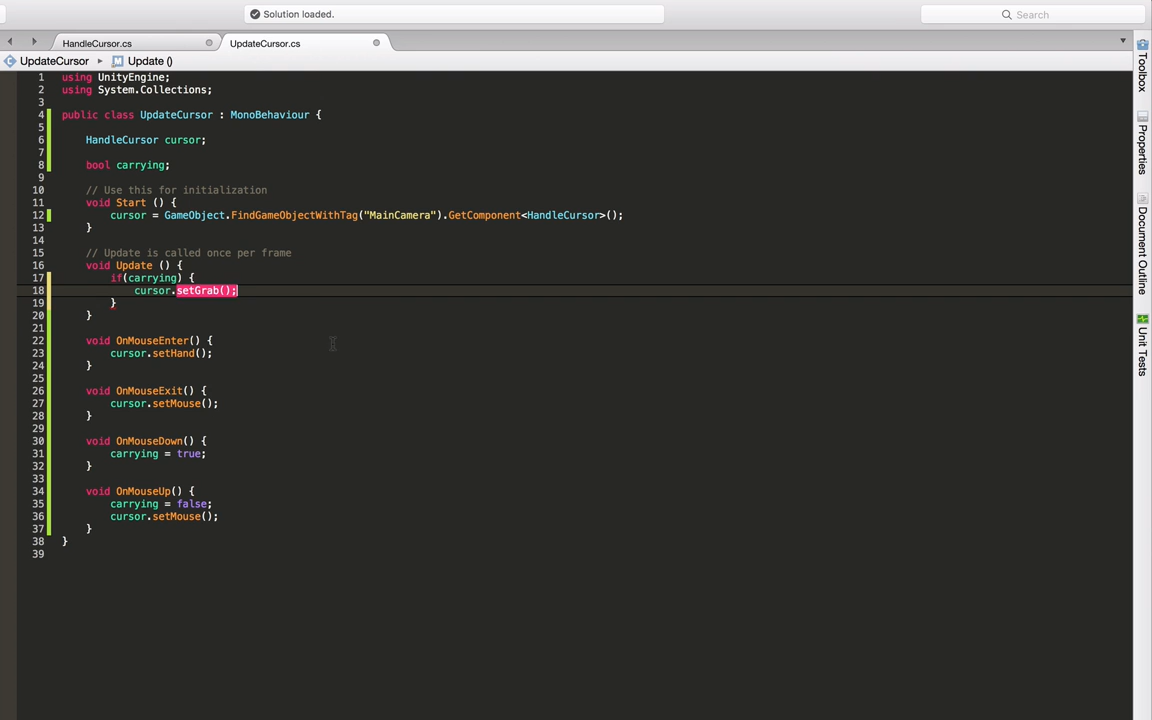 Solution loaded.
Search
HandleCursor.cs
UpdateCursor.cs
UpdateCursor
Update ()
1 using UnityEngine;
2 using System.Collections;
3
4 public class UpdateCursor : MonoBehaviour {
5
6 HandleCursor cursor;
7
8 bool carrying;
9
10 // Use this for initialization
11 void Start () {
12 cursor = GameObject.FindGameObjectWithTag("MainCamera").GetComponent<HandleCursor>();
13 }
14
15 // Update is called once per frame
16 void Update () {
17 if(carrying) {
18 cursor.setGrab();
19 }
20 }
21
22 void OnMouseEnter() {
23 cursor.setHand();
24 }
25
26 void OnMouseExit() {
27 cursor.setMouse();
28 }
29
30 void OnMouseDown() {
31 carrying = true;
32 }
33
34 void OnMouseUp() {
35 carrying = false;
36 cursor.setMouse();
37 }
38 }
39
Toolbox
Properties
Document Outline
Unit Tests